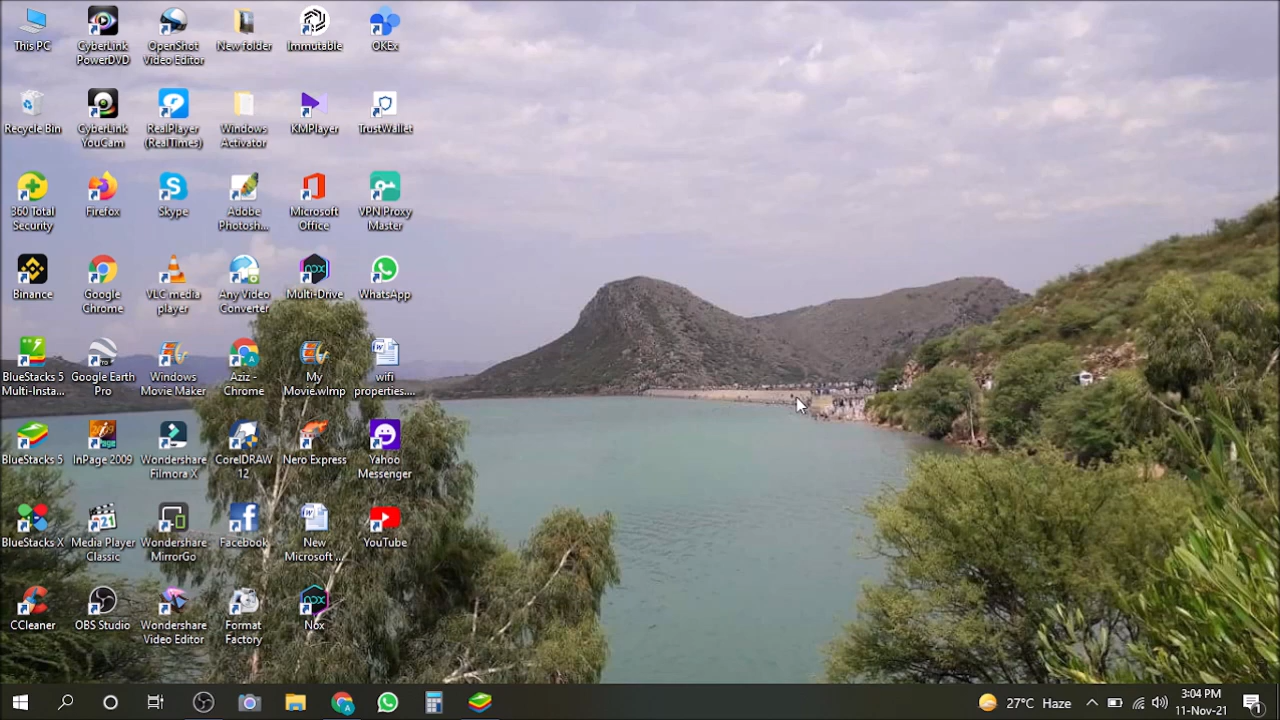 This PC
CyberLink
PowerDVD
OpenShot
Video Editor
New folder
Immutable
OKEx
Recycle Bin
CyberLink
YouCam
RealPlayer
(RealTimes)
Windows
Activator
KMPlayer
TrustWallet
360 Total
Security
Firefox
Skype
Adobe
Photosh...
Microsoft
Office
VPN Proxy
Master
Binance
Google
Chrome
VLC media
player
Any Video
Converter
Multi-Drive
WhatsApp
BlueStacks 5
Multi-Insta...
Google Earth
Pro
Windows
Movie Maker
Aziz -
Chrome
My
Movie.wlmp
wifi
properties....
BlueStacks 5
InPage 2009
Wondershare
Filmora X
CorelDRAW
12
Nero Express
Yahoo
Messenger
BlueStacks X
Media Player
Classic
Wondershare
MirrorGo
Facebook
New
Microsoft ...
YouTube
CCleaner
OBS Studio
Wondershare
Video Editor
Format
Factory
Nox
27°C Haze
3:04 PM
11-Nov-21
1